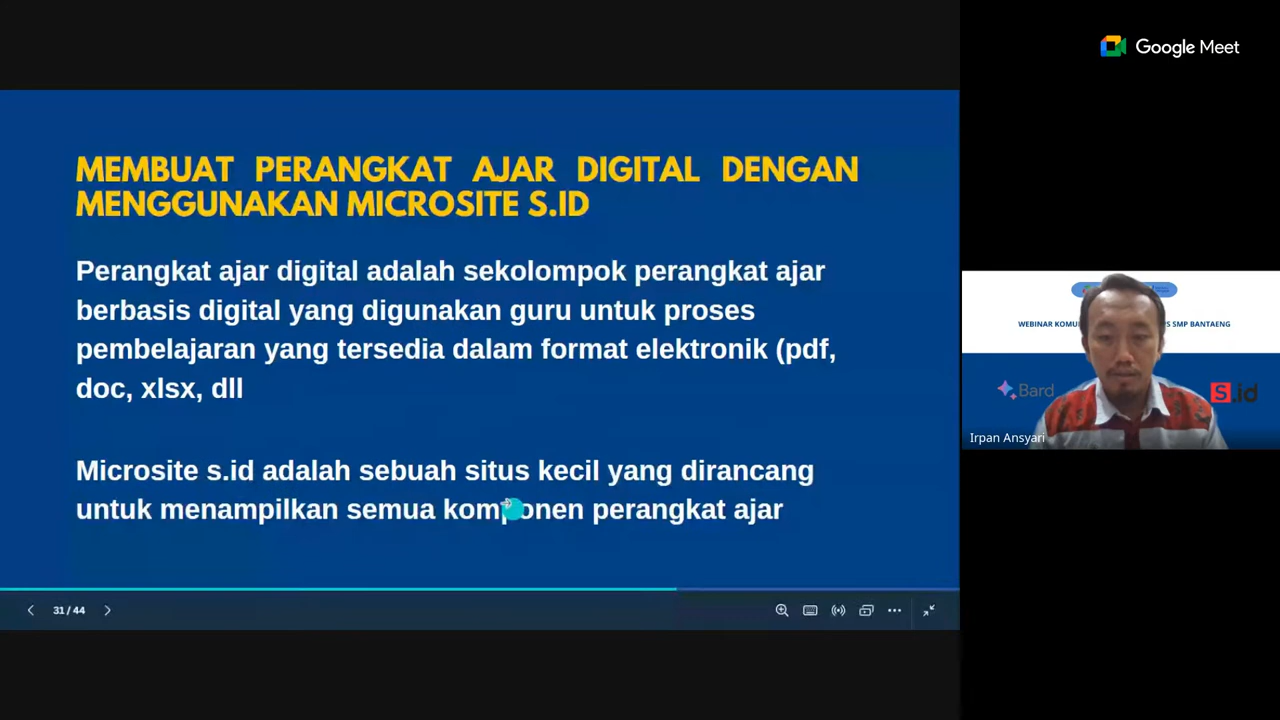 Google Meet
MEMBUAT PERANGKAT AJAR DIGITAL DENGAN
MENGGUNAKAN MICROSITE S.ID
Perangkat ajar digital adalah sekolompok perangkat ajar
berbasis digital yang digunakan guru untuk proses
pembelajaran yang tersedia dalam format elektronik (pdf,
doc, xlsx, dll
Microsite s.id adalah sebuah situs kecil yang dirancang
untuk menampilkan semua komponen perangkat ajar
31 / 44
WEBINAR SMP BANTAENG
Bard
S.id
Irpan Ansyari